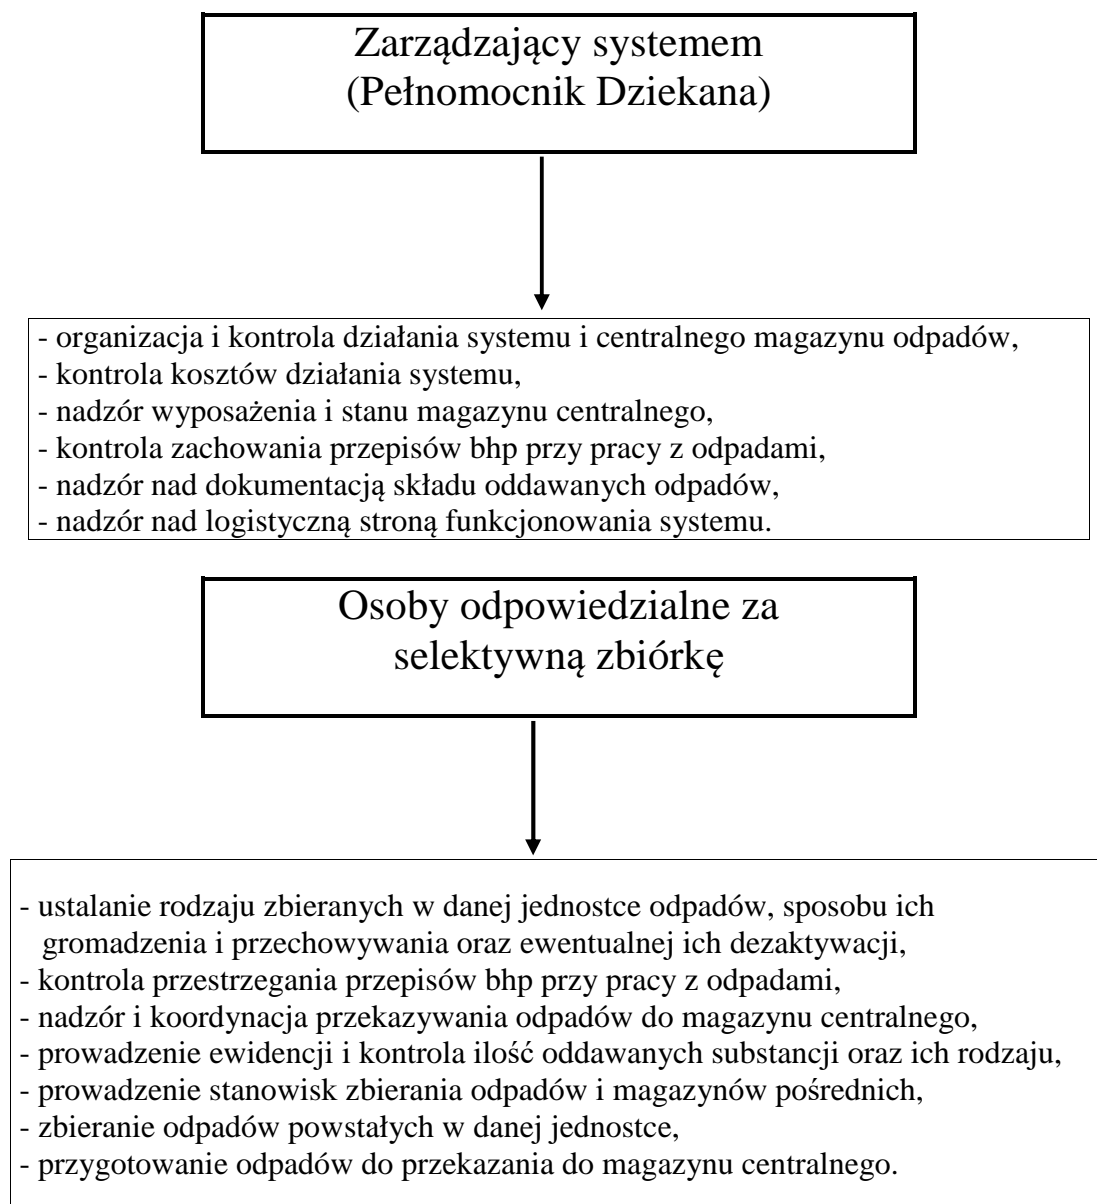 Zarządzający systemem
(Pełnomocnik Dziekana)
- organizacja i kontrola działania systemu i centralnego magazynu odpadów,
- kontrola kosztów działania systemu,
- nadzór wyposażenia i stanu magazynu centralnego,
- kontrola zachowania przepisów bhp przy pracy z odpadami,
- nadzór nad dokumentacją składu oddawanych odpadów,
- nadzór nad logistyczną stroną funkcjonowania systemu.
Osoby odpowiedzialne za
selektywną zbiórkę
- ustalanie rodzaju zbieranych w danej jednostce odpadów, sposobu ich
gromadzenia i przechowywania oraz ewentualnej ich dezaktywacji,
- kontrola przestrzegania przepisów bhp przy pracy z odpadami,
- nadzór i koordynacja przekazywania odpadów do magazynu centralnego,
- prowadzenie ewidencji i kontrola ilość oddawanych substancji oraz ich rodzaju,
- prowadzenie stanowisk zbierania odpadów i magazynów pośrednich,
- zbieranie odpadów powstałych w danej jednostce,
- przygotowanie odpadów do przekazania do magazynu centralnego.